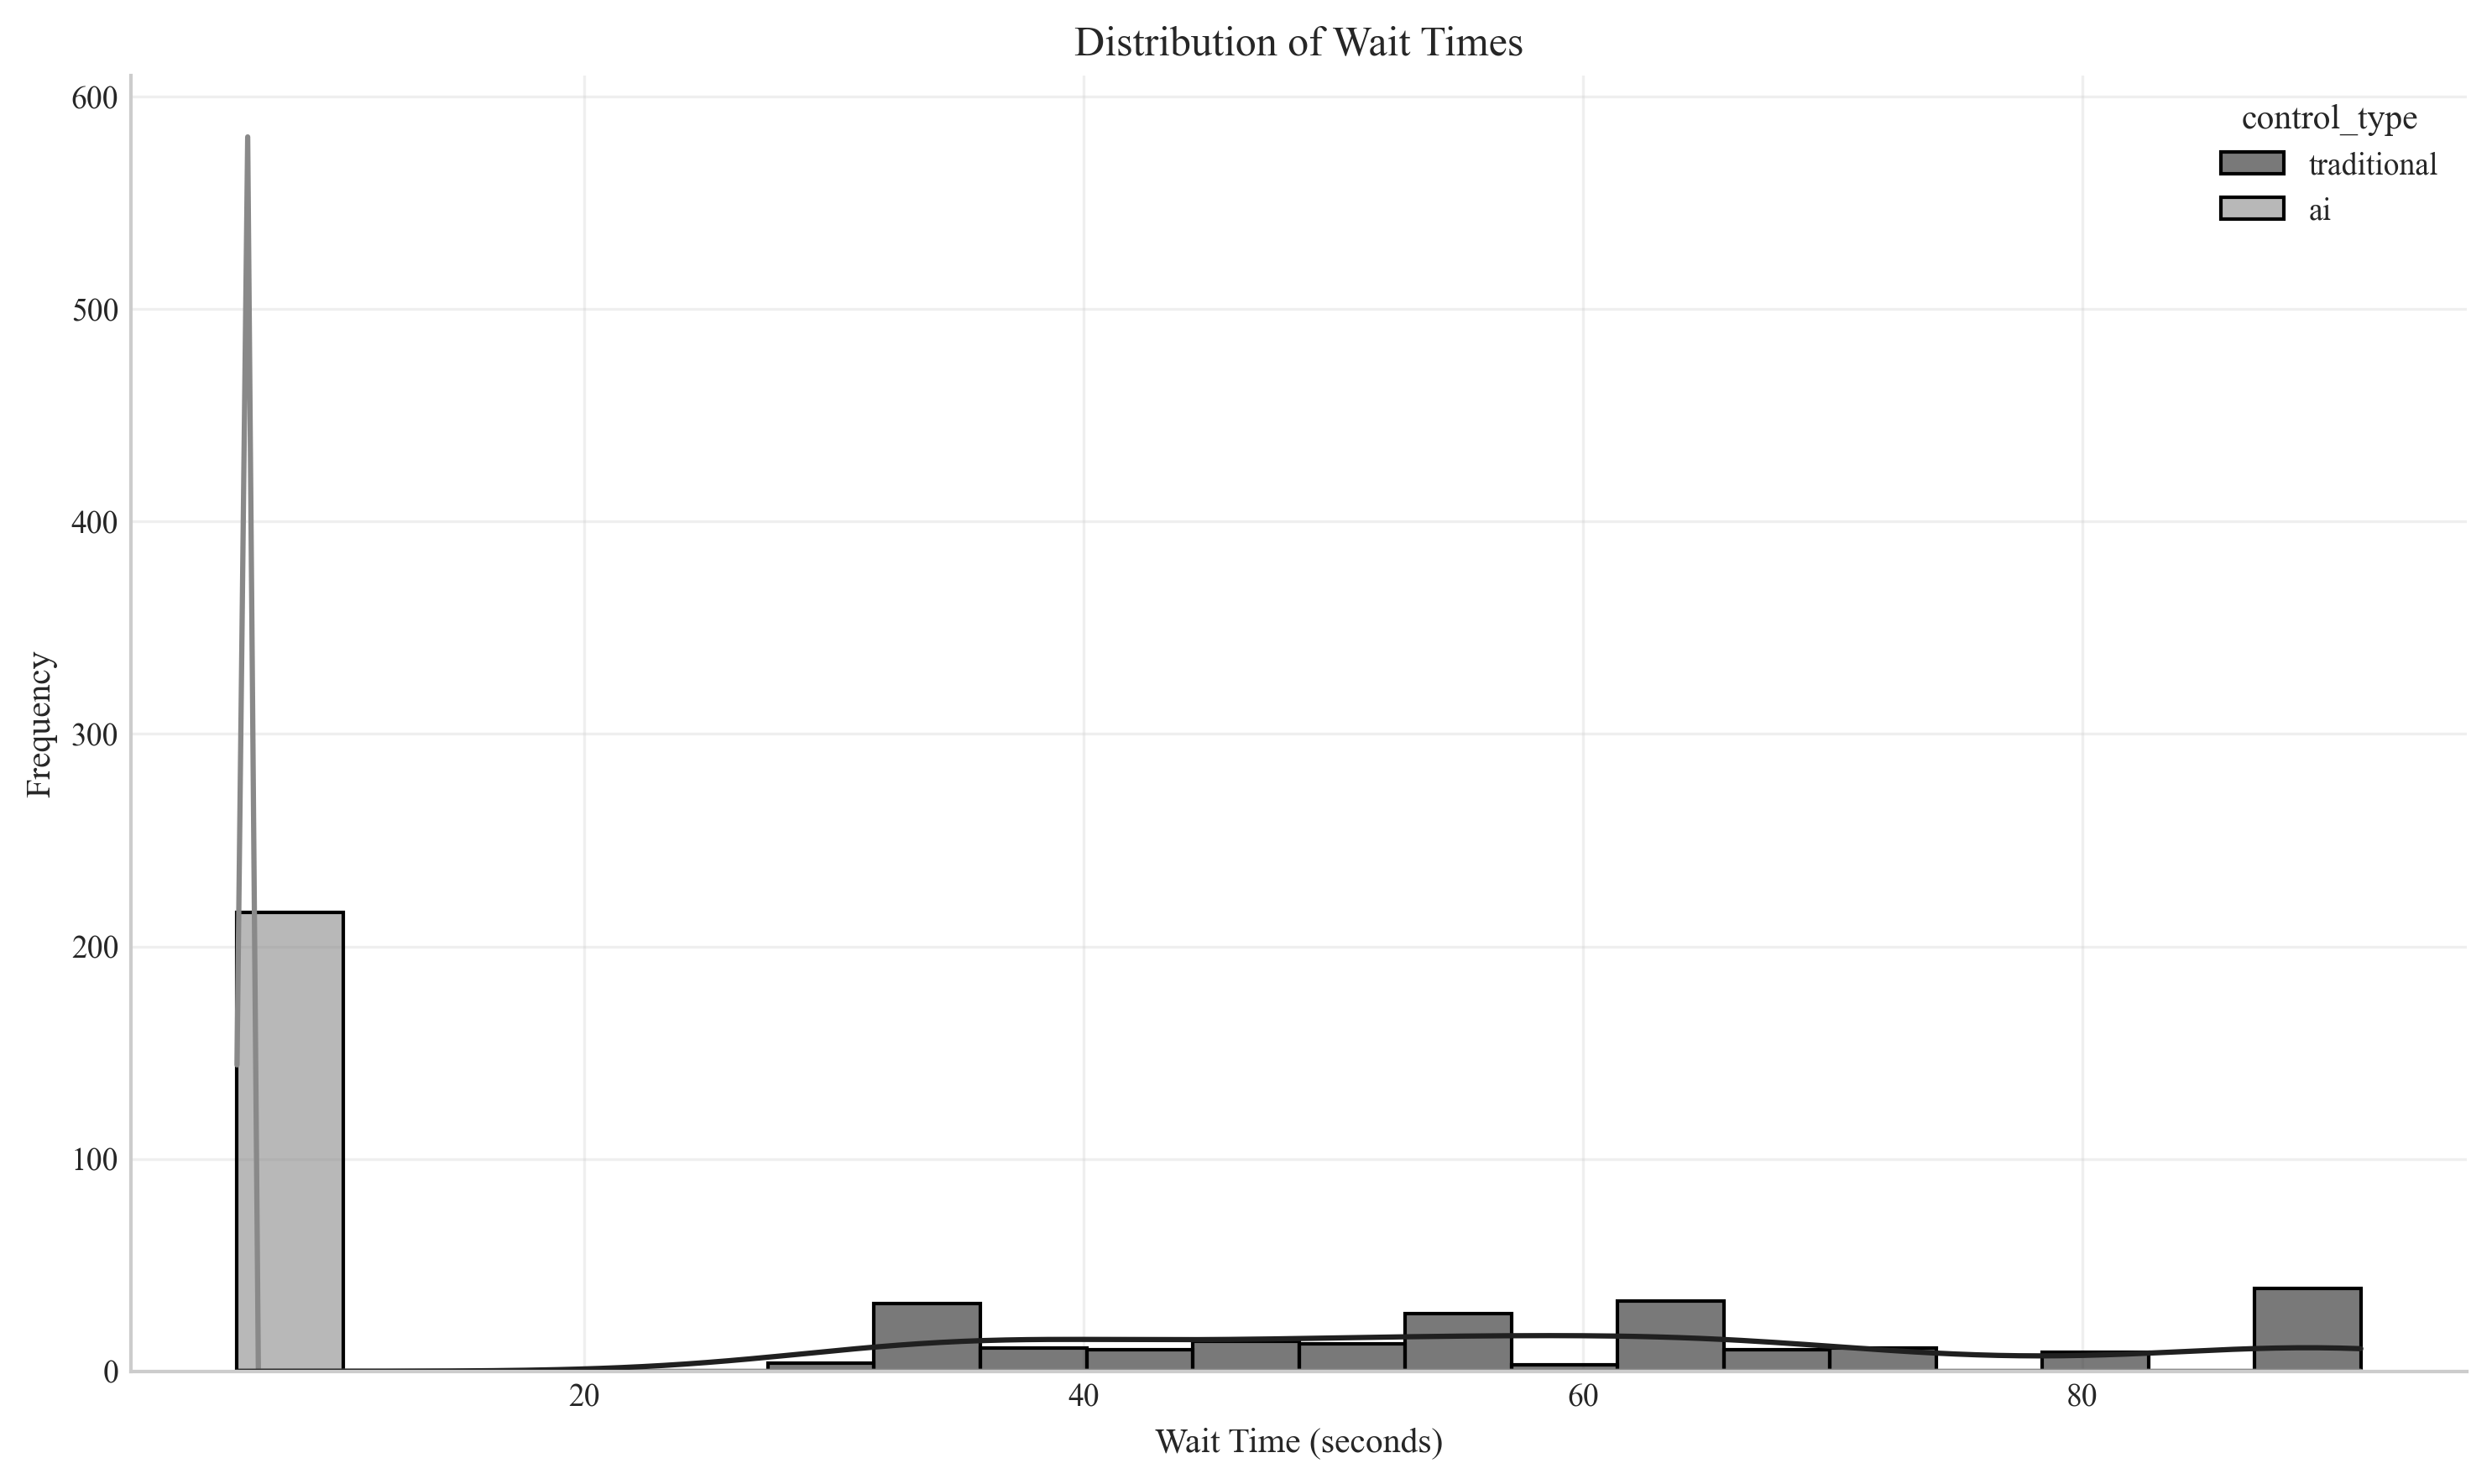 Distribution of Wait Times
control_type
traditional
ai
Frequency
600
500
400
300
200
100
0
20 40 60 80
Wait Time (seconds)